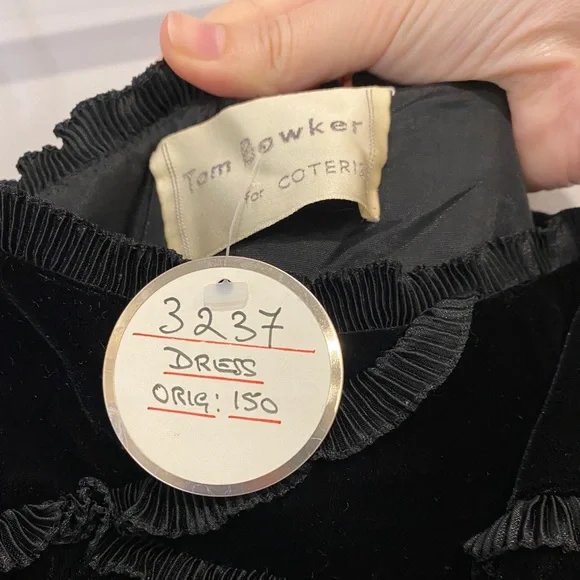 Tom Bowker
for COTERIE
3237
DRESS
ORIG: 150